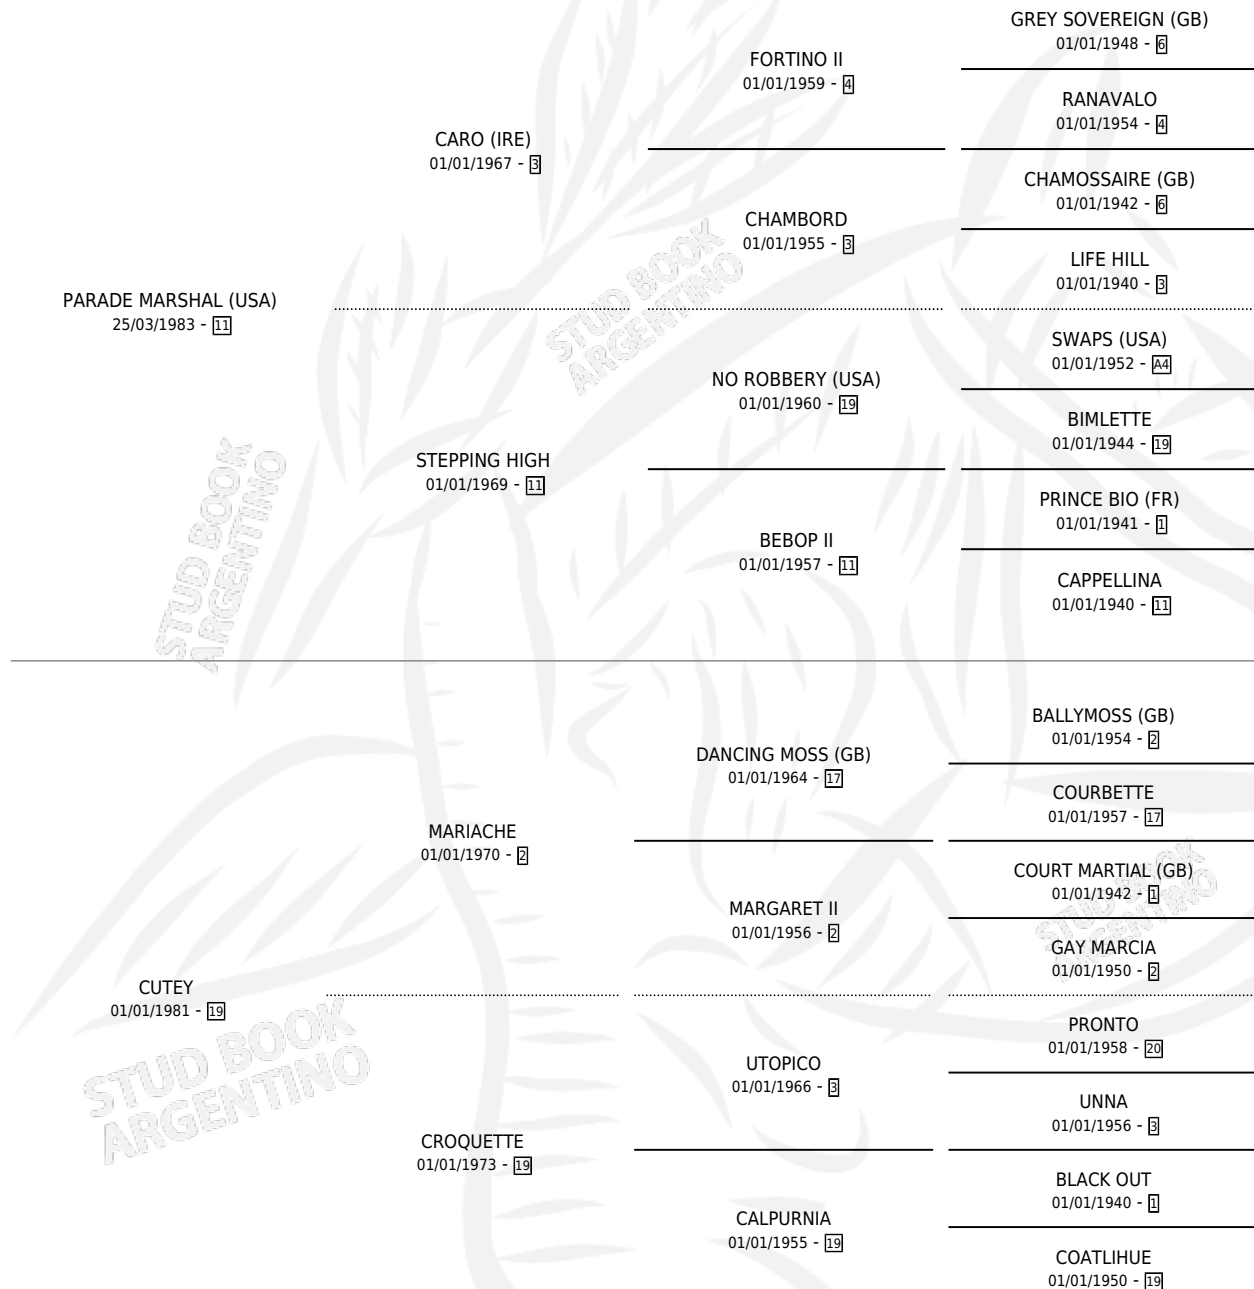 GREY SOVEREIGN (GB)
01/01/1948 - 6
FORTINO II
01/01/1959 - 4
RANAVALO
01/01/1954 - 4
CARO (IRE)
01/01/1967 - 3
CHAMOSSAIRE (GB)
01/01/1942 - 6
CHAMBORD
01/01/1955 - 3
LIFE HILL
01/01/1940 - 3
PARADE MARSHAL (USA)
25/03/1983 - 11
SWAPS (USA)
01/01/1952 - A4
NO ROBBERY (USA)
01/01/1960 - 19
BIMLETTE
01/01/1944 - 19
STEPPING HIGH
01/01/1969 - 11
PRINCE BIO (FR)
01/01/1941 - 1
BEBOP II
01/01/1957 - 11
CAPPELLINA
01/01/1940 - 11
BALLYMOSS (GB)
01/01/1954 - 2
DANCING MOSS (GB)
01/01/1964 - 17
COURBETTE
01/01/1957 - 17
MARIACHE
01/01/1970 - 2
COURT MARTIAL (GB)
01/01/1942 - 1
MARGARET II
01/01/1956 - 2
GAY MARCIA
01/01/1950 - 2
CUTEY
01/01/1981 - 19
PRONTO
01/01/1958 - 20
UTOPICO
01/01/1966 - 3
UNNA
01/01/1956 - 3
CROQUETTE
01/01/1973 - 19
BLACK OUT
01/01/1940 - 1
CALPURNIA
01/01/1955 - 19
COATLIHUE
01/01/1950 - 19
STUD BOOK
ARGENTINO
STUD BOOK
ARGENTINO
STUD BOOK
ARGENTINO
STUD BOOK
ARGENTINO